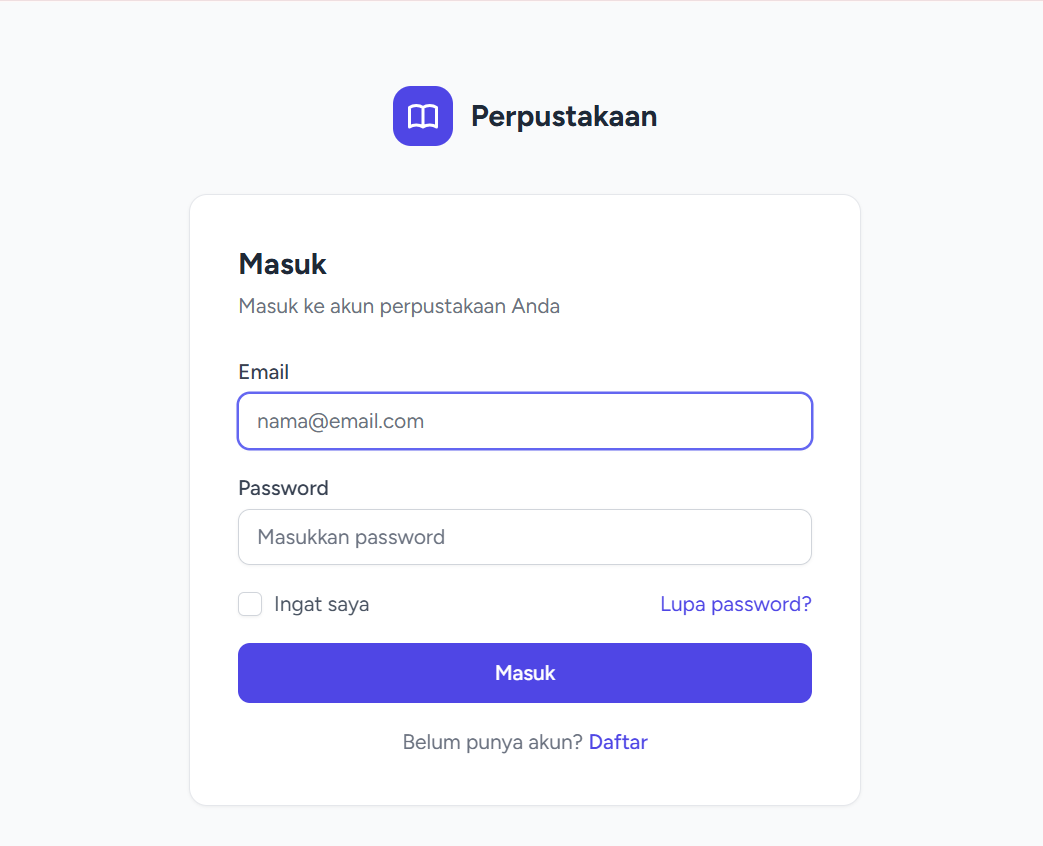 Perpustakaan
Masuk
Masuk ke akun perpustakaan Anda
Email
nama@email.com
Password
Masukkan password
Ingat saya
Lupa password?
Masuk
Belum punya akun? Daftar